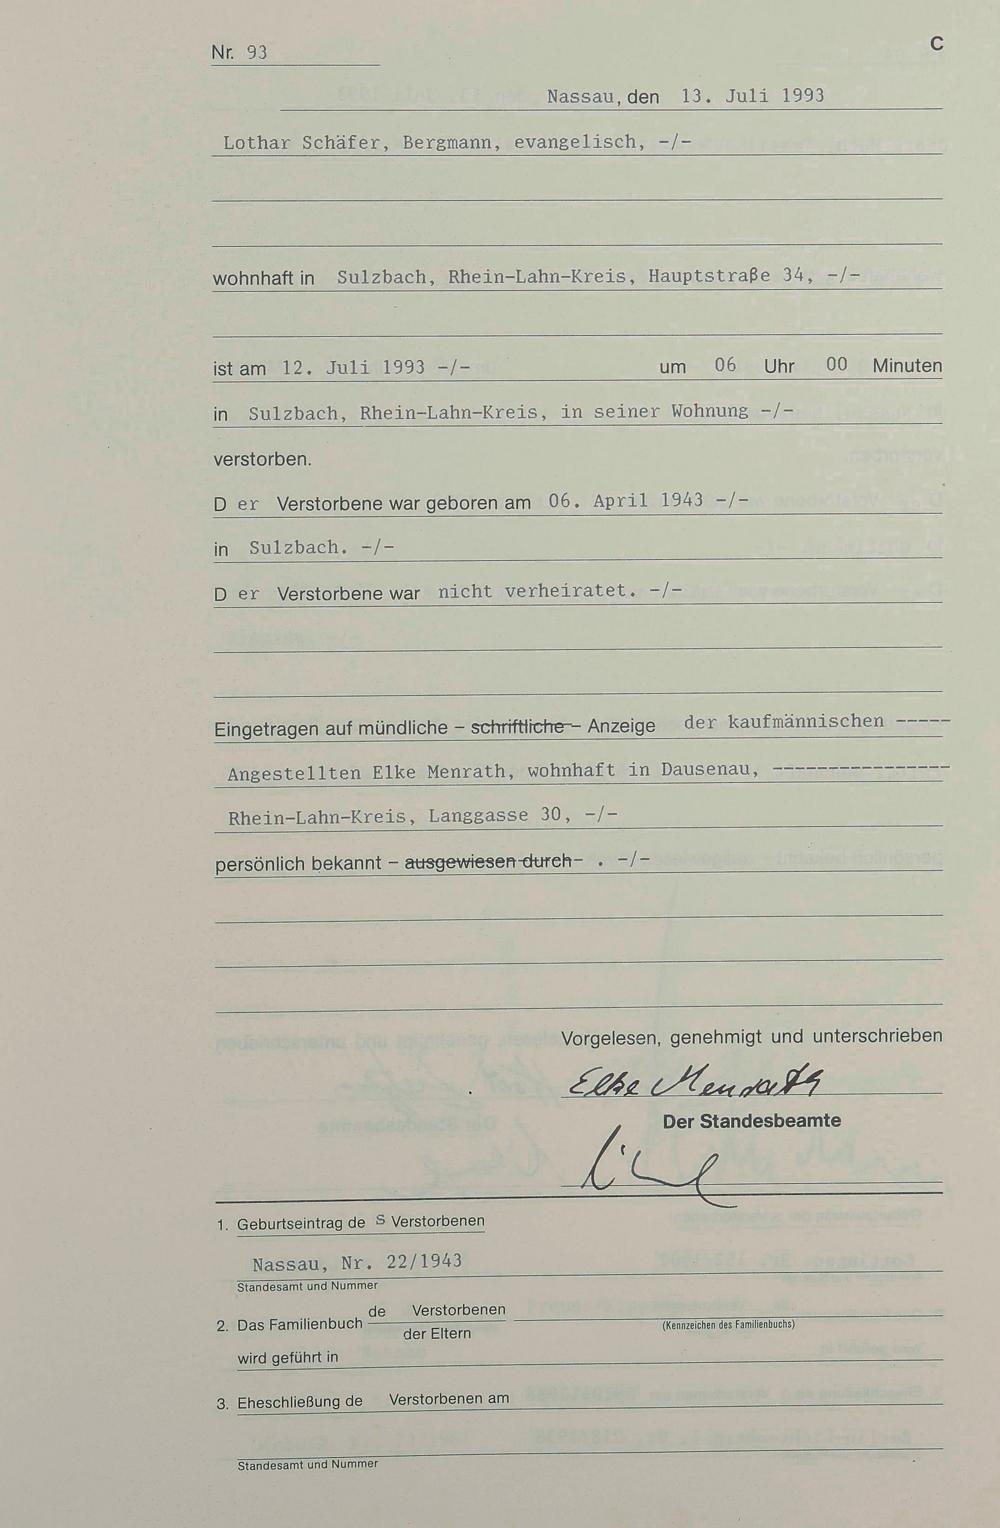 Nr. 93
C
Nassau, den 13. Juli 1993
Lothar Schäfer, Bergmann, evangelisch, -/-
wohnhaft in Sulzbach, Rhein-Lahn-Kreis, Hauptstraße 34, -/-
ist am 12. Juli 1993 -/- um 06 Uhr 00 Minuten
in Sulzbach, Rhein-Lahn-Kreis, in seiner Wohnung -/-
verstorben.
D er Verstorbene war geboren am 06. April 1943 -/-
in Sulzbach. -/-
D er Verstorbene war nicht verheiratet. -/-
Eingetragen auf mündliche – schriftliche – Anzeige der kaufmännischen -----
Angestellten Elke Menrath, wohnhaft in Dausenau, ----------------
Rhein-Lahn-Kreis, Langgasse 30, -/-
persönlich bekannt – ausgewiesen durch – . -/-
Vorgelesen, genehmigt und unterschrieben
Elke Menrath
Der Standesbeamte
1. Geburtseintrag de s Verstorbenen
Nassau, Nr. 22/1943
Standesamt und Nummer
2. Das Familienbuch de Verstorbenen
der Eltern
(Kennzeichen des Familienbuchs)
wird geführt in
3. Eheschließung de Verstorbenen am
Standesamt und Nummer